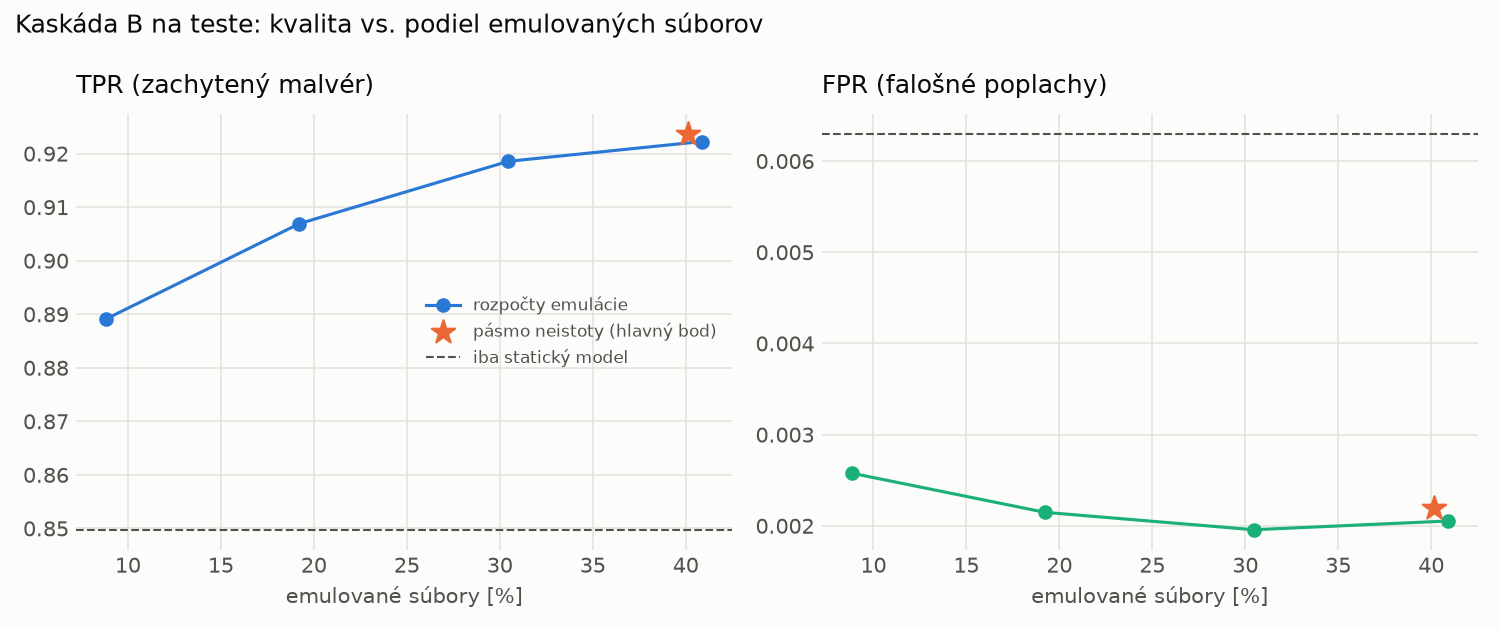 Kaskáda B na teste: kvalita vs. podiel emulovaných súborov
TPR (zachytený malvér)
0.92
0.91
0.90
0.89
0.88
0.87
0.86
0.85
rozpočty emulácie
pásmo neistoty (hlavný bod)
iba statický model
10 15 20 25 30 35 40
emulované súbory [%]
FPR (falošné poplachy)
0.006
0.005
0.004
0.003
0.002
10 15 20 25 30 35 40
emulované súbory [%]